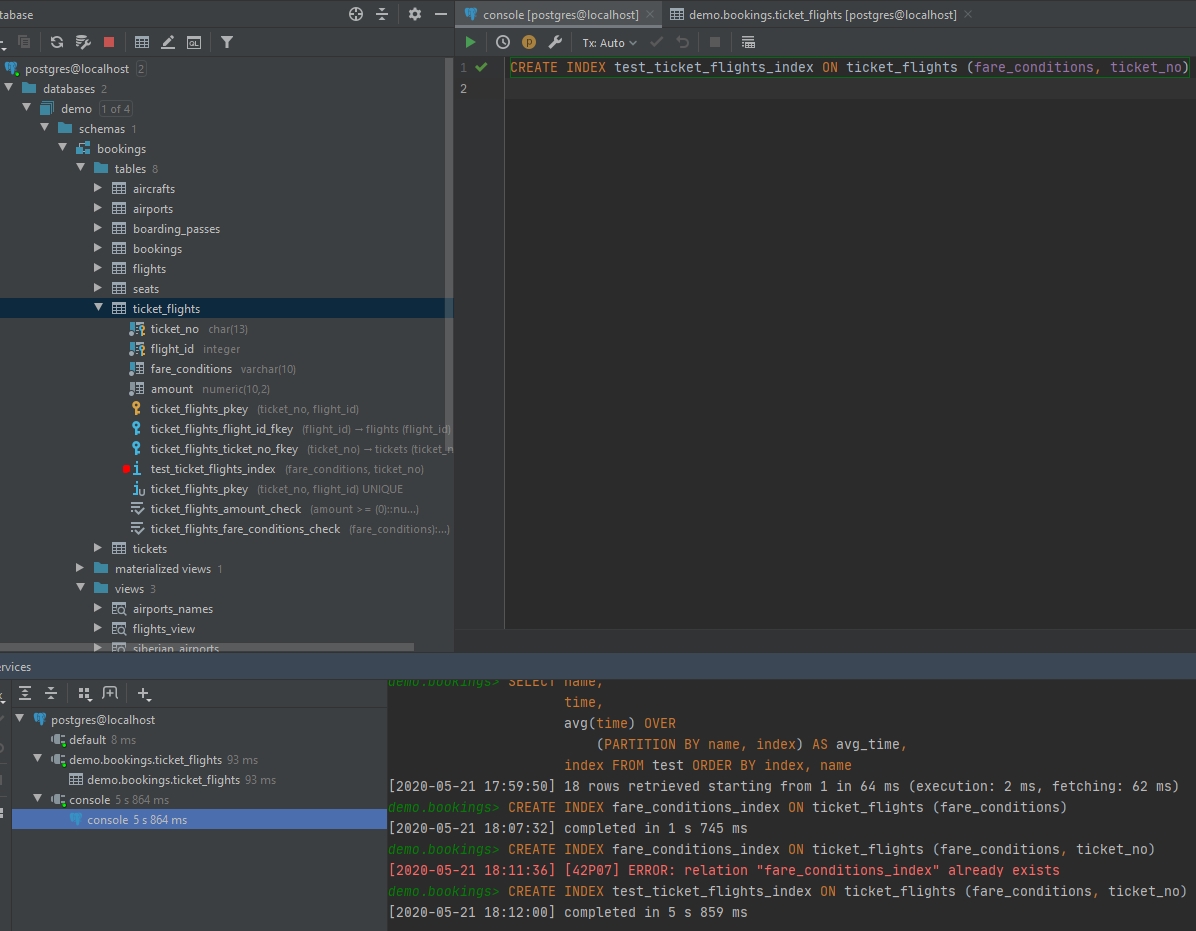 tabase
console [postgres@localhost]
demo.bookings.ticket_flights [postgres@localhost]
QL
P
Tx: Auto
postgres@localhost 2
databases 2
demo 1 of 4
schemas 1
bookings
tables 8
aircrafts
airports
boarding_passes
bookings
flights
seats
ticket_flights
ticket_no char(13)
flight_id integer
fare_conditions varchar(10)
amount numeric(10,2)
ticket_flights_pkey (ticket_no, flight_id)
ticket_flights_flight_id_fkey (flight_id) → flights (flight_id)
ticket_flights_ticket_no_fkey (ticket_no) → tickets (ticket_n
test_ticket_flights_index (fare_conditions, ticket_no)
ticket_flights_pkey (ticket_no, flight_id) UNIQUE
ticket_flights_amount_check (amount >= (0)::nu...)
ticket_flights_fare_conditions_check (fare_conditions):...)
tickets
materialized views 1
views 3
airports_names
flights_view
siberian_airports
1 CREATE INDEX test_ticket_flights_index ON ticket_flights (fare_conditions, ticket_no)
2
rvices
postgres@localhost
default 8 ms
demo.bookings.ticket_flights 93 ms
demo.bookings.ticket_flights 93 ms
console 5 s 864 ms
console 5 s 864 ms
demo.bookings> SELECT name,
time,
avg(time) OVER
(PARTITION BY name, index) AS avg_time,
index FROM test ORDER BY index, name
[2020-05-21 17:59:50] 18 rows retrieved starting from 1 in 64 ms (execution: 2 ms, fetching: 62 ms)
demo.bookings> CREATE INDEX fare_conditions_index ON ticket_flights (fare_conditions)
[2020-05-21 18:07:32] completed in 1 s 745 ms
demo.bookings> CREATE INDEX fare_conditions_index ON ticket_flights (fare_conditions, ticket_no)
[2020-05-21 18:11:36] [42P07] ERROR: relation "fare_conditions_index" already exists
demo.bookings> CREATE INDEX test_ticket_flights_index ON ticket_flights (fare_conditions, ticket_no)
[2020-05-21 18:12:00] completed in 5 s 859 ms